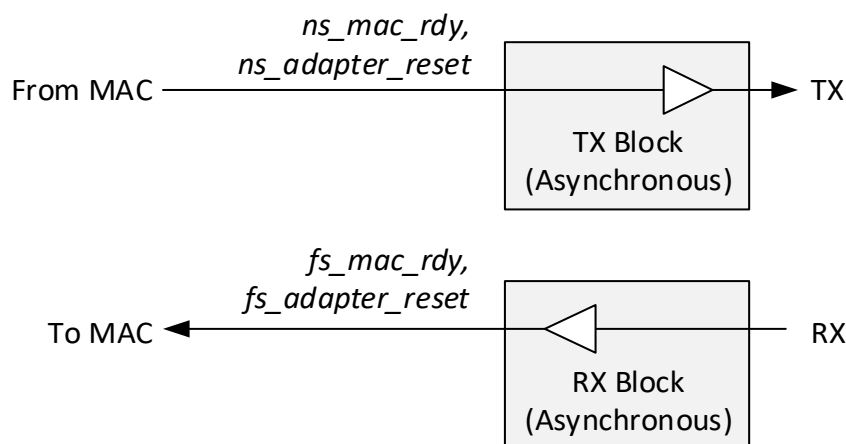 ns_mac_rdy,
ns_adapter_reset
From MAC
TX
TX Block
(Asynchronous)
fs_mac_rdy,
fs_adapter_reset
To MAC
RX
RX Block
(Asynchronous)